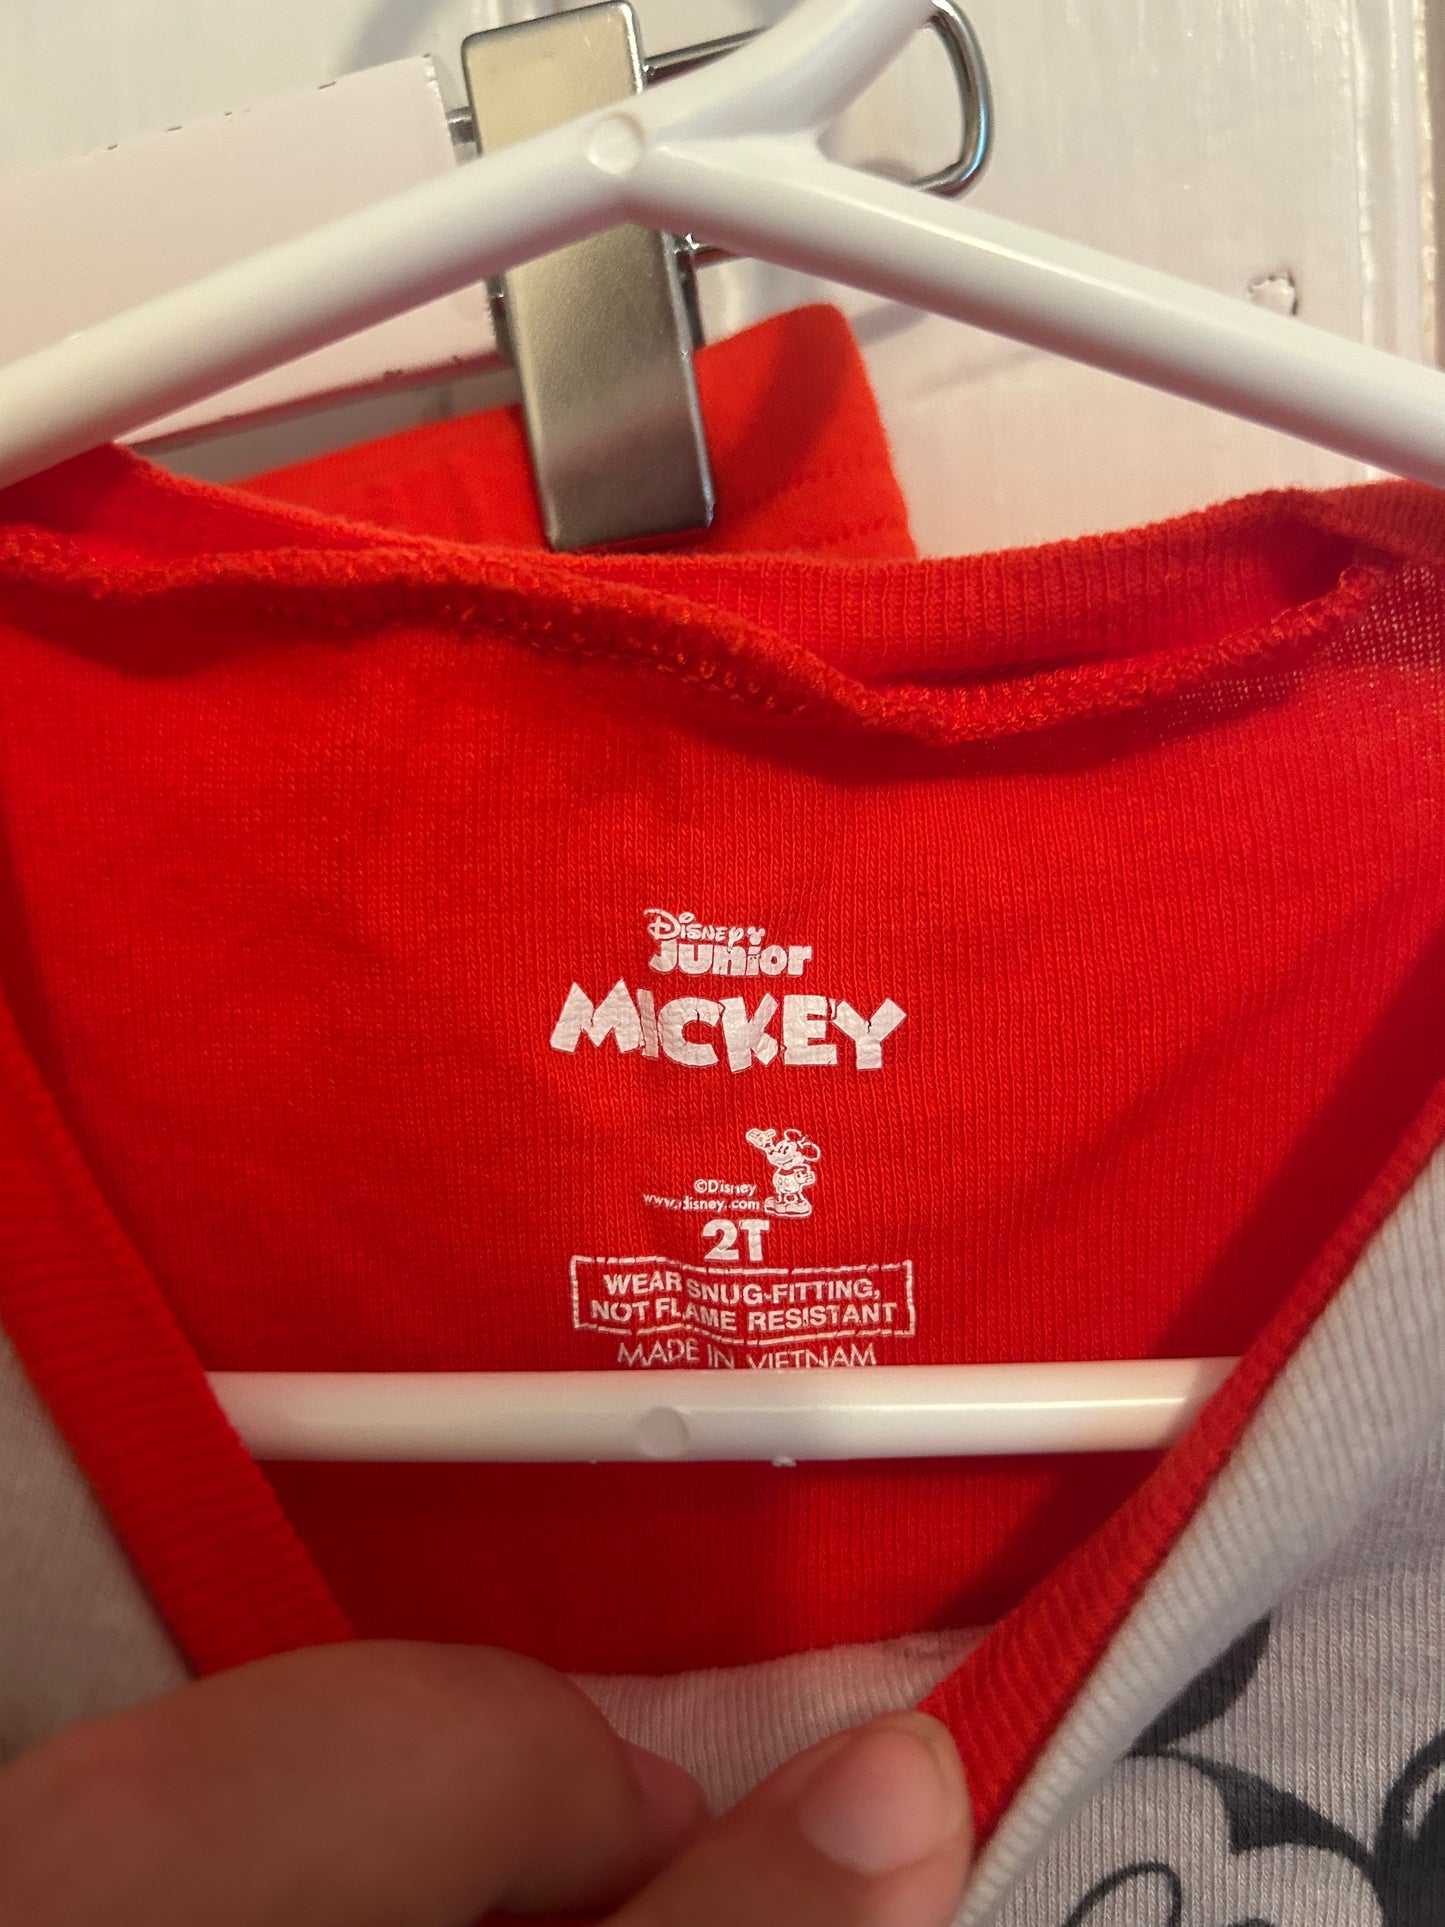 Disney
Junior
MICKEY
©Disney
www.disney.com
2T
WEAR SNUG-FITTING,
NOT FLAME RESISTANT
MADE IN VIETNAM